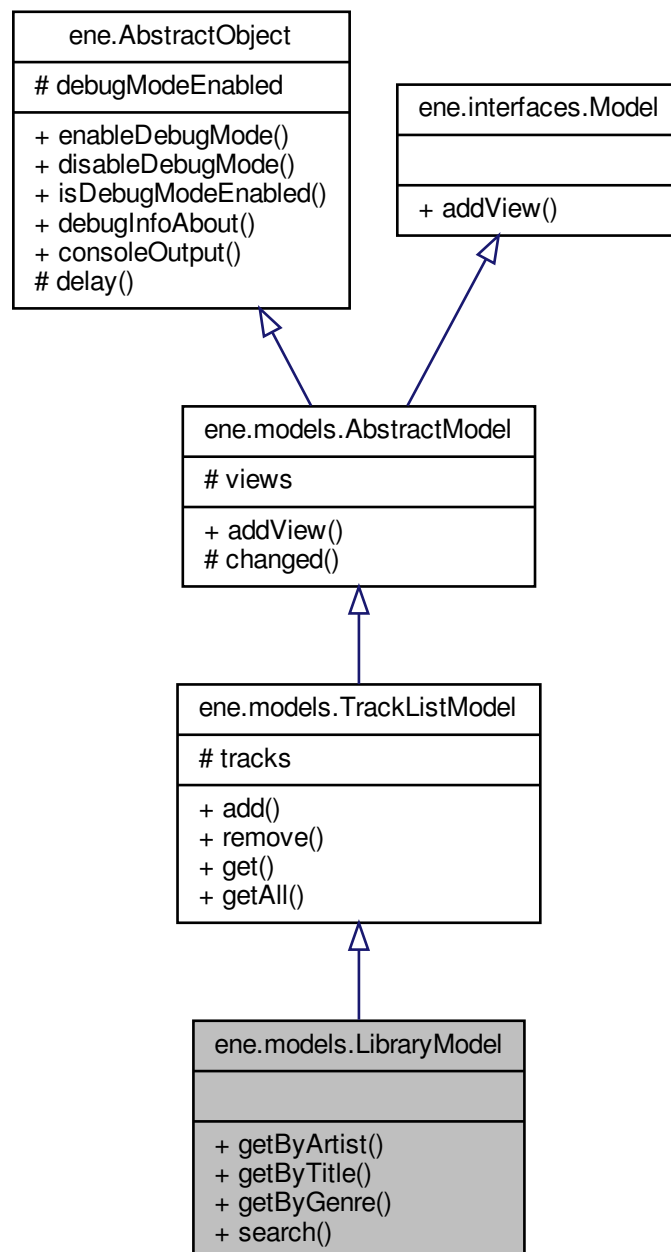 ene.AbstractObject
# debugModeEnabled
+ enableDebugMode()
+ disableDebugMode()
+ isDebugModeEnabled()
+ debugInfoAbout()
+ consoleOutput()
# delay()
ene.interfaces.Model
+ addView()
ene.models.AbstractModel
# views
+ addView()
# changed()
ene.models.TrackListModel
# tracks
+ add()
+ remove()
+ get()
+ getAll()
ene.models.LibraryModel
+ getByArtist()
+ getByTitle()
+ getByGenre()
+ search()